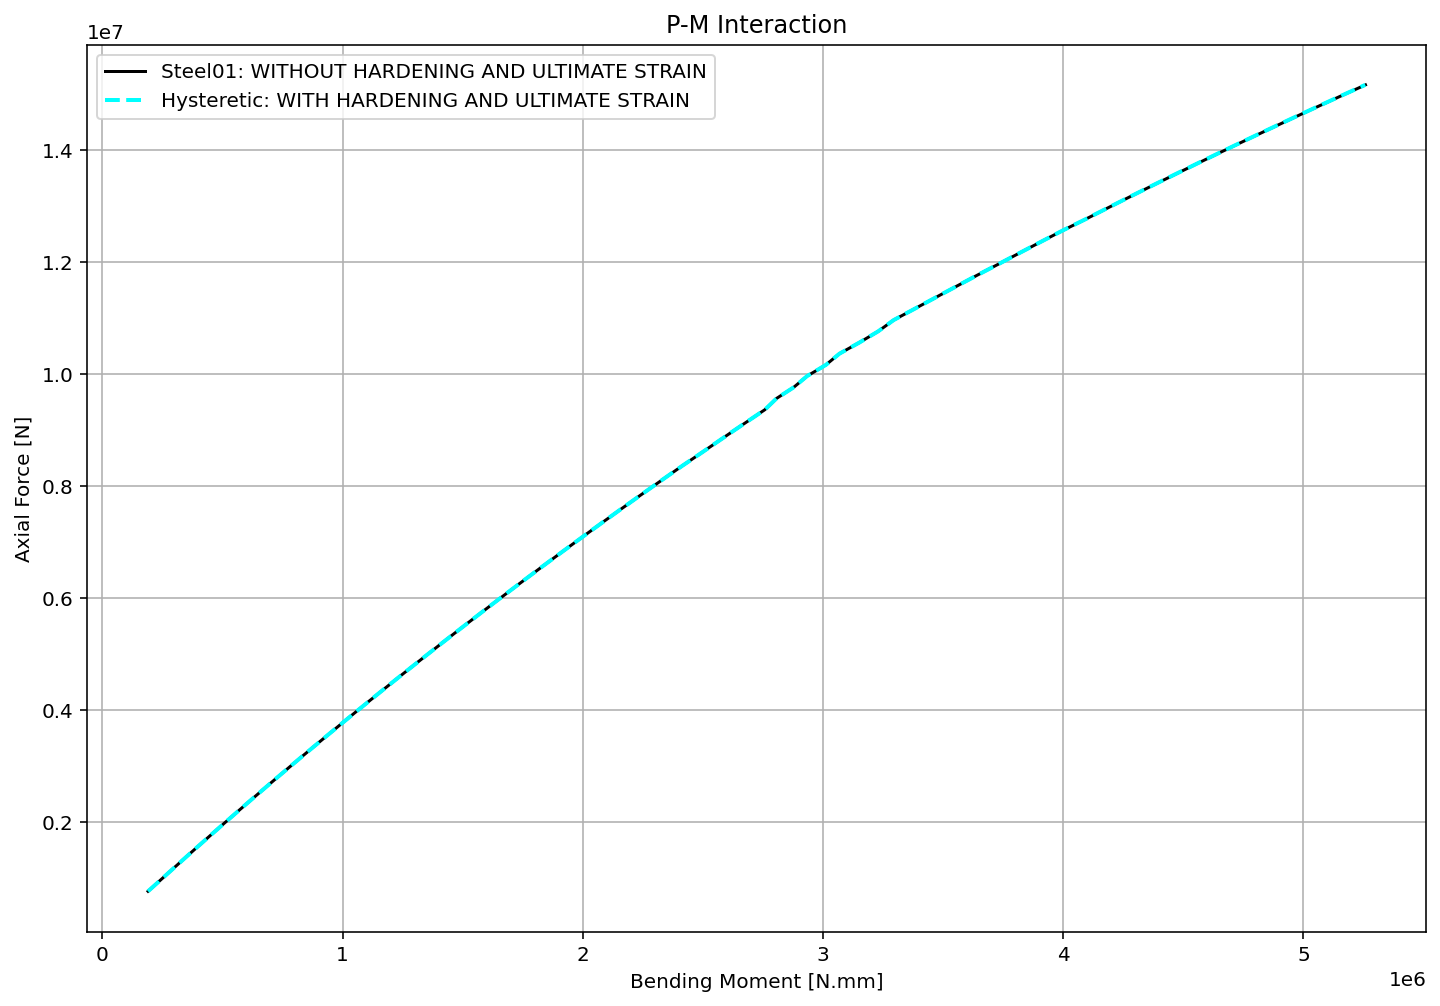 P-M Interaction
1e7
Steel01: WITHOUT HARDENING AND ULTIMATE STRAIN
Hysteretic: WITH HARDENING AND ULTIMATE STRAIN
1.4
1.2
1.0
0.8
0.6
0.4
0.2
Axial Force [N]
0 1 2 3 4 5
Bending Moment [N.mm]
1e6